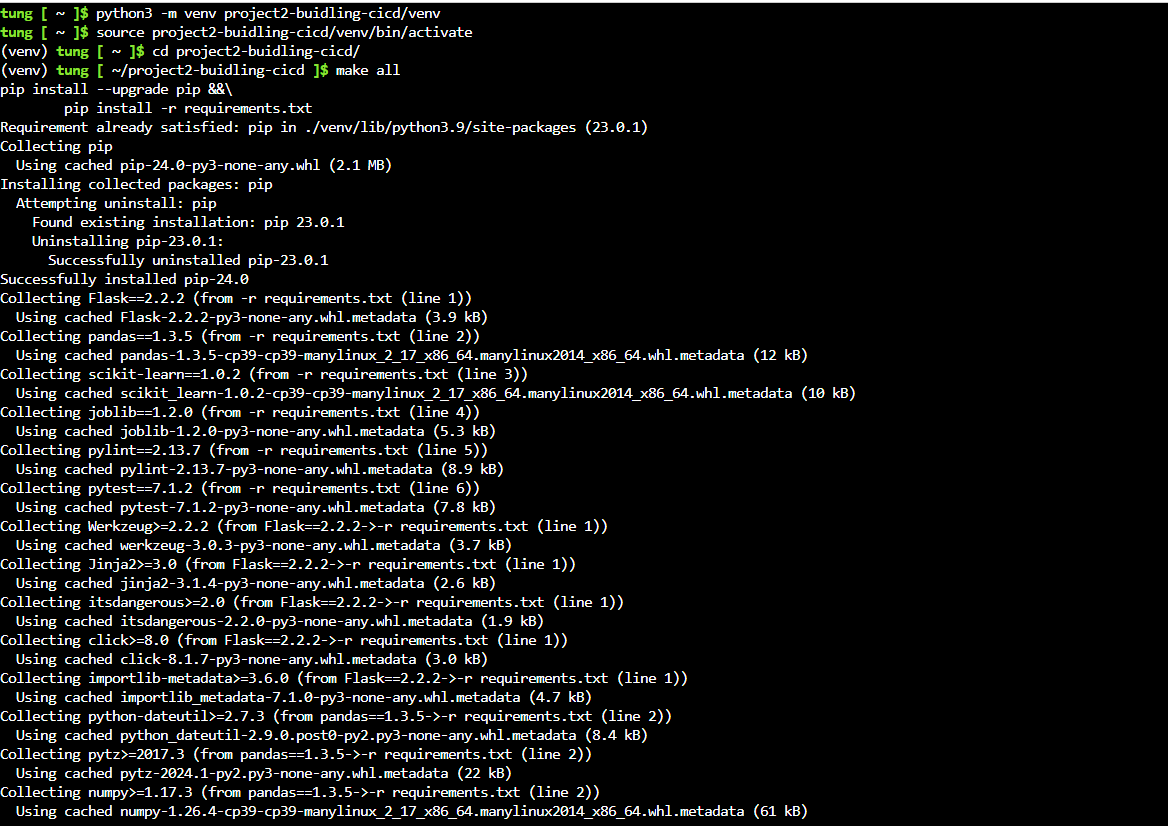 tung [ ~ ]$ python3 -m venv project2-buidling-cicd/venv
tung [ ~ ]$ source project2-buidling-cicd/venv/bin/activate
(venv) tung [ ~ ]$ cd project2-buidling-cicd/
(venv) tung [ ~/project2-buidling-cicd ]$ make all
pip install --upgrade pip &&\
        pip install -r requirements.txt
Requirement already satisfied: pip in ./venv/lib/python3.9/site-packages (23.0.1)
Collecting pip
  Using cached pip-24.0-py3-none-any.whl (2.1 MB)
Installing collected packages: pip
  Attempting uninstall: pip
    Found existing installation: pip 23.0.1
    Uninstalling pip-23.0.1:
      Successfully uninstalled pip-23.0.1
Successfully installed pip-24.0
Collecting Flask==2.2.2 (from -r requirements.txt (line 1))
  Using cached Flask-2.2.2-py3-none-any.whl.metadata (3.9 kB)
Collecting pandas==1.3.5 (from -r requirements.txt (line 2))
  Using cached pandas-1.3.5-cp39-cp39-manylinux_2_17_x86_64.manylinux2014_x86_64.whl.metadata (12 kB)
Collecting scikit-learn==1.0.2 (from -r requirements.txt (line 3))
  Using cached scikit_learn-1.0.2-cp39-cp39-manylinux_2_17_x86_64.manylinux2014_x86_64.whl.metadata (10 kB)
Collecting joblib==1.2.0 (from -r requirements.txt (line 4))
  Using cached joblib-1.2.0-py3-none-any.whl.metadata (5.3 kB)
Collecting pylint==2.13.7 (from -r requirements.txt (line 5))
  Using cached pylint-2.13.7-py3-none-any.whl.metadata (8.9 kB)
Collecting pytest==7.1.2 (from -r requirements.txt (line 6))
  Using cached pytest-7.1.2-py3-none-any.whl.metadata (7.8 kB)
Collecting Werkzeug>=2.2.2 (from Flask==2.2.2->-r requirements.txt (line 1))
  Using cached werkzeug-3.0.3-py3-none-any.whl.metadata (3.7 kB)
Collecting Jinja2>=3.0 (from Flask==2.2.2->-r requirements.txt (line 1))
  Using cached jinja2-3.1.4-py3-none-any.whl.metadata (2.6 kB)
Collecting itsdangerous>=2.0 (from Flask==2.2.2->-r requirements.txt (line 1))
  Using cached itsdangerous-2.2.0-py3-none-any.whl.metadata (1.9 kB)
Collecting click>=8.0 (from Flask==2.2.2->-r requirements.txt (line 1))
  Using cached click-8.1.7-py3-none-any.whl.metadata (3.0 kB)
Collecting importlib-metadata>=3.6.0 (from Flask==2.2.2->-r requirements.txt (line 1))
  Using cached importlib_metadata-7.1.0-py3-none-any.whl.metadata (4.7 kB)
Collecting python-dateutil>=2.7.3 (from pandas==1.3.5->-r requirements.txt (line 2))
  Using cached python_dateutil-2.9.0.post0-py2.py3-none-any.whl.metadata (8.4 kB)
Collecting pytz>=2017.3 (from pandas==1.3.5->-r requirements.txt (line 2))
  Using cached pytz-2024.1-py2.py3-none-any.whl.metadata (22 kB)
Collecting numpy>=1.17.3 (from pandas==1.3.5->-r requirements.txt (line 2))
  Using cached numpy-1.26.4-cp39-cp39-manylinux_2_17_x86_64.manylinux2014_x86_64.whl.metadata (61 kB)